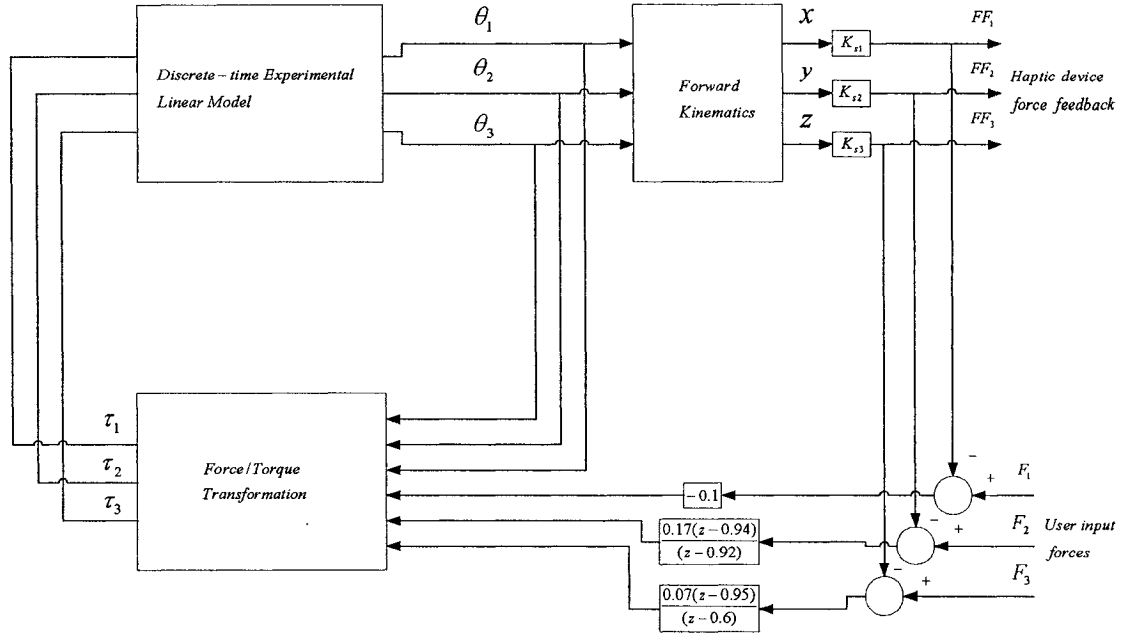 θ1
θ2
θ3
Discrete – time Experimental
Linear Model
Forward
Kinematics
x
y
z
Ks1
Ks2
Ks3
FF1
FF2
FF3
Haptic device
force feedback
τ1
τ2
τ3
Force/Torque
Transformation
– 0.1
0.17(z – 0.94)
(z – 0.92)
0.07(z – 0.95)
(z – 0.6)
–
+
–
+
–
+
F1
F2
F3
User input
forces